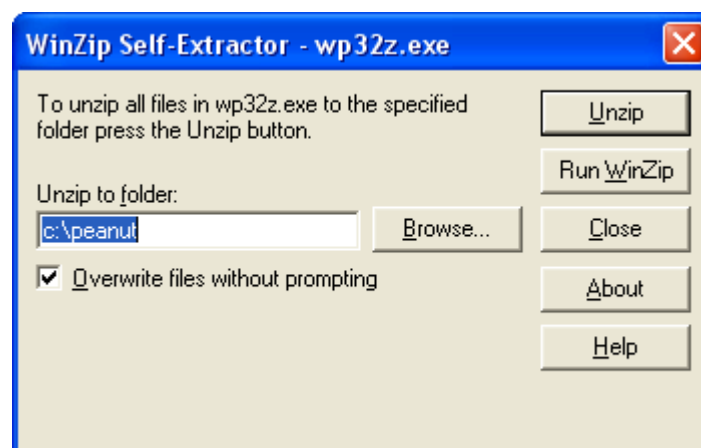 WinZip Self-Extractor - wp32z.exe
To unzip all files in wp32z.exe to the specified
folder press the Unzip button.
Unzip to folder:
c:\peanut
Browse...
Overwrite files without prompting
Unzip
Run WinZip
Close
About
Help